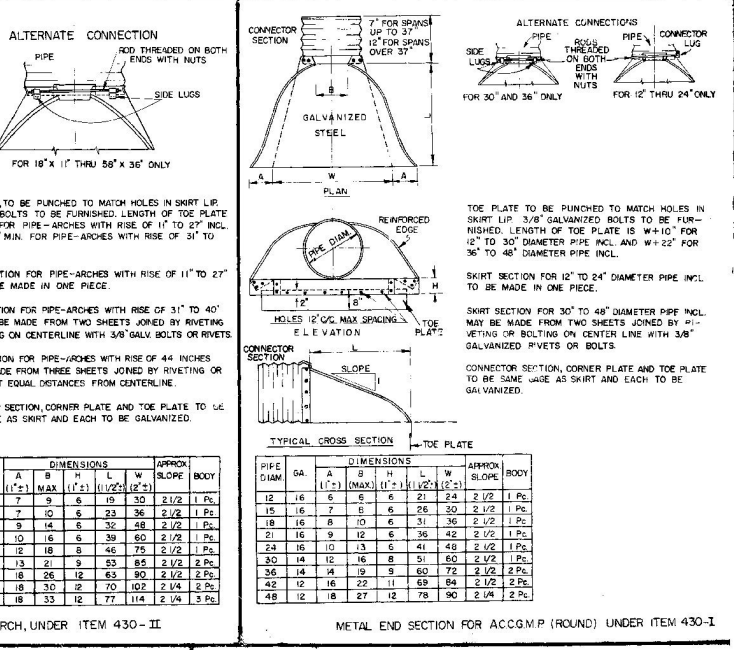 ALTERNATE CONNECTION
PIPE
ROD THREADED ON BOTH
ENDS WITH NUTS
SIDE LUGS
FOR 18" X 11" THRU 58" X 36" ONLY
, TO BE PUNCHED TO MATCH HOLES IN SKIRT LIP.
BOLTS TO BE FURNISHED. LENGTH OF TOE PLATE
FOR PIPE-ARCHES WITH RISE OF 11" TO 27" INCL.
" MIN. FOR PIPE-ARCHES WITH RISE OF 31" TO
TION FOR PIPE-ARCHES WITH RISE OF 11" TO 27"
E MADE IN ONE PIECE.
ION FOR PIPE-ARCHES WITH RISE OF 31" TO 40"
BE MADE FROM TWO SHEETS JOINED BY RIVETING
NG ON CENTERLINE WITH 3/8" GALV. BOLTS OR RIVETS.
ION FOR PIPE-ARCHES WITH RISE OF 44 INCHES
DE FROM THREE SHEETS JOINED BY RIVETING OR
T EQUAL DISTANCES FROM CENTERLINE.
SECTION, CORNER PLATE AND TOE PLATE TO BE
E AS SKIRT AND EACH TO BE GALVANIZED.
DIMENSIONS APPROX. SLOPE BODY
A (1"±) B MAX H (1"±) L (1 1/2"±) W (2"±)
7 9 6 19 30 2 1/2 1 Pc.
7 10 6 23 36 2 1/2 1 Pc.
9 14 6 32 48 2 1/2 1 Pc.
10 16 6 39 60 2 1/2 1 Pc.
12 18 8 46 75 2 1/2 1 Pc.
13 21 9 53 85 2 1/2 2 Pc.
18 26 12 63 90 2 1/2 2 Pc.
18 30 12 70 102 2 1/4 2 Pc.
18 33 12 77 114 2 1/4 3 Pc.
RCH, UNDER ITEM 430-II
CONNECTOR
SECTION
7" FOR SPANS
UP TO 37"
12" FOR SPANS
OVER 37"
B
GALVANIZED
STEEL
L
A W A
PLAN
REINFORCED
EDGE
PIPE DIAM.
H
12" 8"
HOLES 12" C/C. MAX SPACING
TOE
PLATE
ELEVATION
CONNECTOR
SECTION
L
SLOPE
1
TYPICAL CROSS SECTION
TOE PLATE
PIPE DIAM. GA. DIMENSIONS APPROX. SLOPE BODY
A (1"±) B (MAX.) H (1"±) L (1 1/2"±) W (2"±)
12 16 6 6 6 21 24 2 1/2 1 Pc.
15 16 7 8 6 26 30 2 1/2 1 Pc.
18 16 8 10 6 31 36 2 1/2 1 Pc.
21 16 9 12 6 36 42 2 1/2 1 Pc.
24 16 10 13 6 41 48 2 1/2 1 Pc.
30 14 12 16 8 51 60 2 1/2 1 Pc.
36 14 14 19 9 60 72 2 1/2 2 Pc.
42 12 16 22 11 69 84 2 1/2 2 Pc.
48 12 18 27 12 78 90 2 1/4 2 Pc.
ALTERNATE CONNECTIONS
PIPE
SIDE
LUGS
RODS
THREADED
ON BOTH
ENDS
WITH
NUTS
PIPE
CONNECTOR
LUG
FOR 30" AND 36" ONLY
FOR 12" THRU 24" ONLY
TOE PLATE TO BE PUNCHED TO MATCH HOLES IN
SKIRT LIP. 3/8" GALVANIZED BOLTS TO BE FUR-
NISHED. LENGTH OF TOE PLATE IS W+10" FOR
12" TO 30" DIAMETER PIPE INCL. AND W+22" FOR
36" TO 48" DIAMETER PIPE INCL.
SKIRT SECTION FOR 12" TO 24" DIAMETER PIPE INCL
TO BE MADE IN ONE PIECE.
SKIRT SECTION FOR 30" TO 48" DIAMETER PIPE INCL.
MAY BE MADE FROM TWO SHEETS JOINED BY RI-
VETING OR BOLTING ON CENTER LINE WITH 3/8"
GALVANIZED RIVETS OR BOLTS.
CONNECTOR SECTION, CORNER PLATE AND TOE PLATE
TO BE SAME GAGE AS SKIRT AND EACH TO BE
GALVANIZED.
METAL END SECTION FOR A.C.C.G.M.P (ROUND) UNDER ITEM 430-I